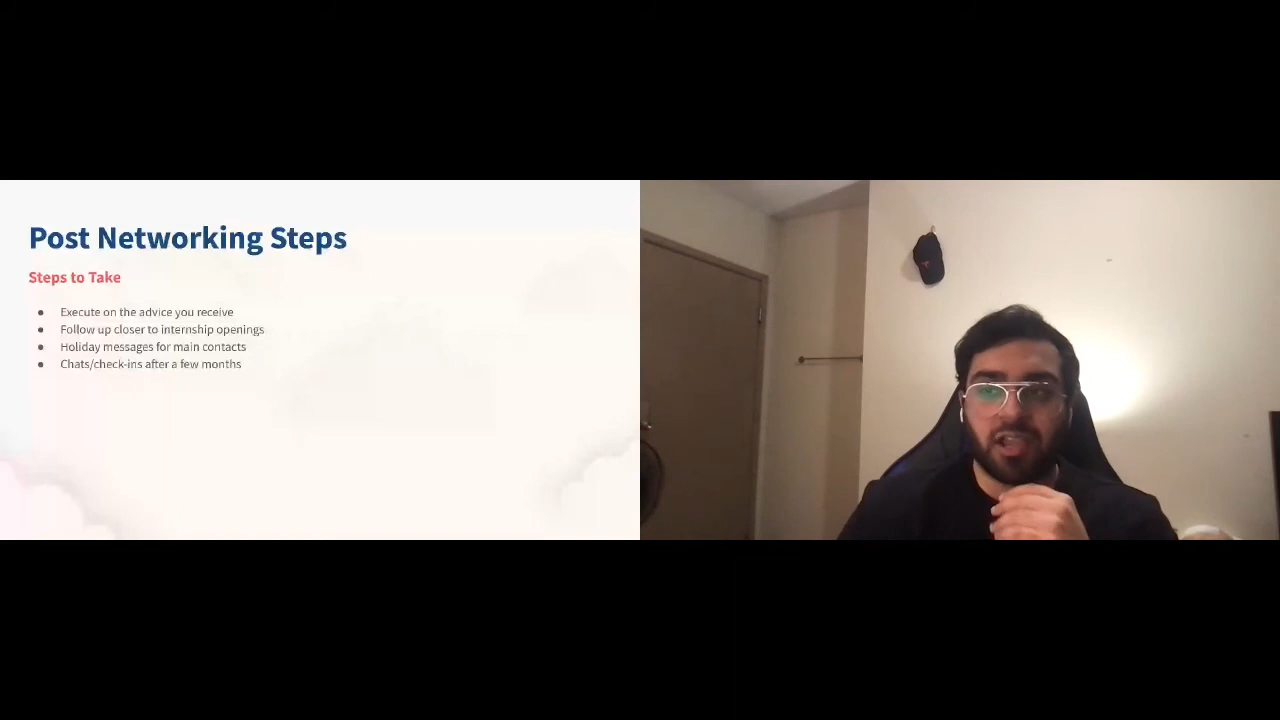 Post Networking Steps
Steps to Take
● Execute on the advice you receive
● Follow up closer to internship openings
● Holiday messages for main contacts
● Chats/check-ins after a few months